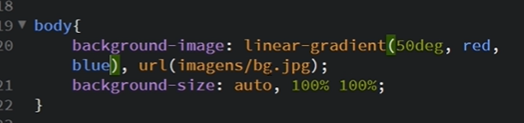 18
19 body{
20 background-image: linear-gradient(50deg, red,
blue), url(imagens/bg.jpg);
21 background-size: auto, 100% 100%;
22 }